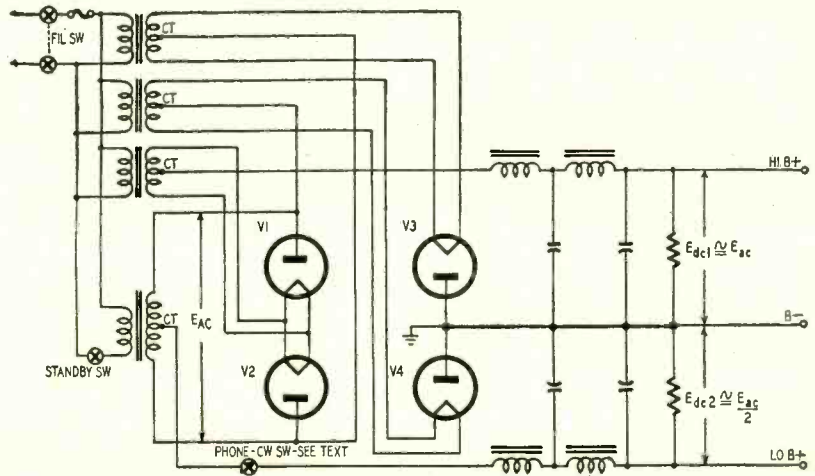 FIL SW
CT
CT
CT
CT
STANDBY SW
E_AC
V1
V2
PHONE-CW SW-SEE TEXT
V3
V4
HI. B+
E_dc1 ≅ E_ac
B-
E_dc2 ≅ E_ac/2
LO B+